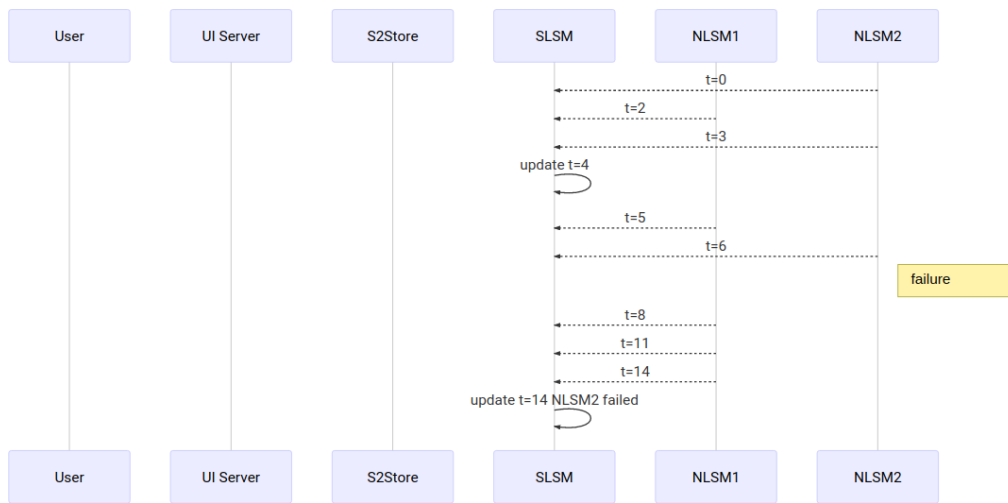 User UI Server S2Store SLSM NLSM1 NLSM2
t=0
t=2
t=3
update t=4
t=5
t=6
failure
t=8
t=11
t=14
update t=14 NLSM2 failed
User UI Server S2Store SLSM NLSM1 NLSM2